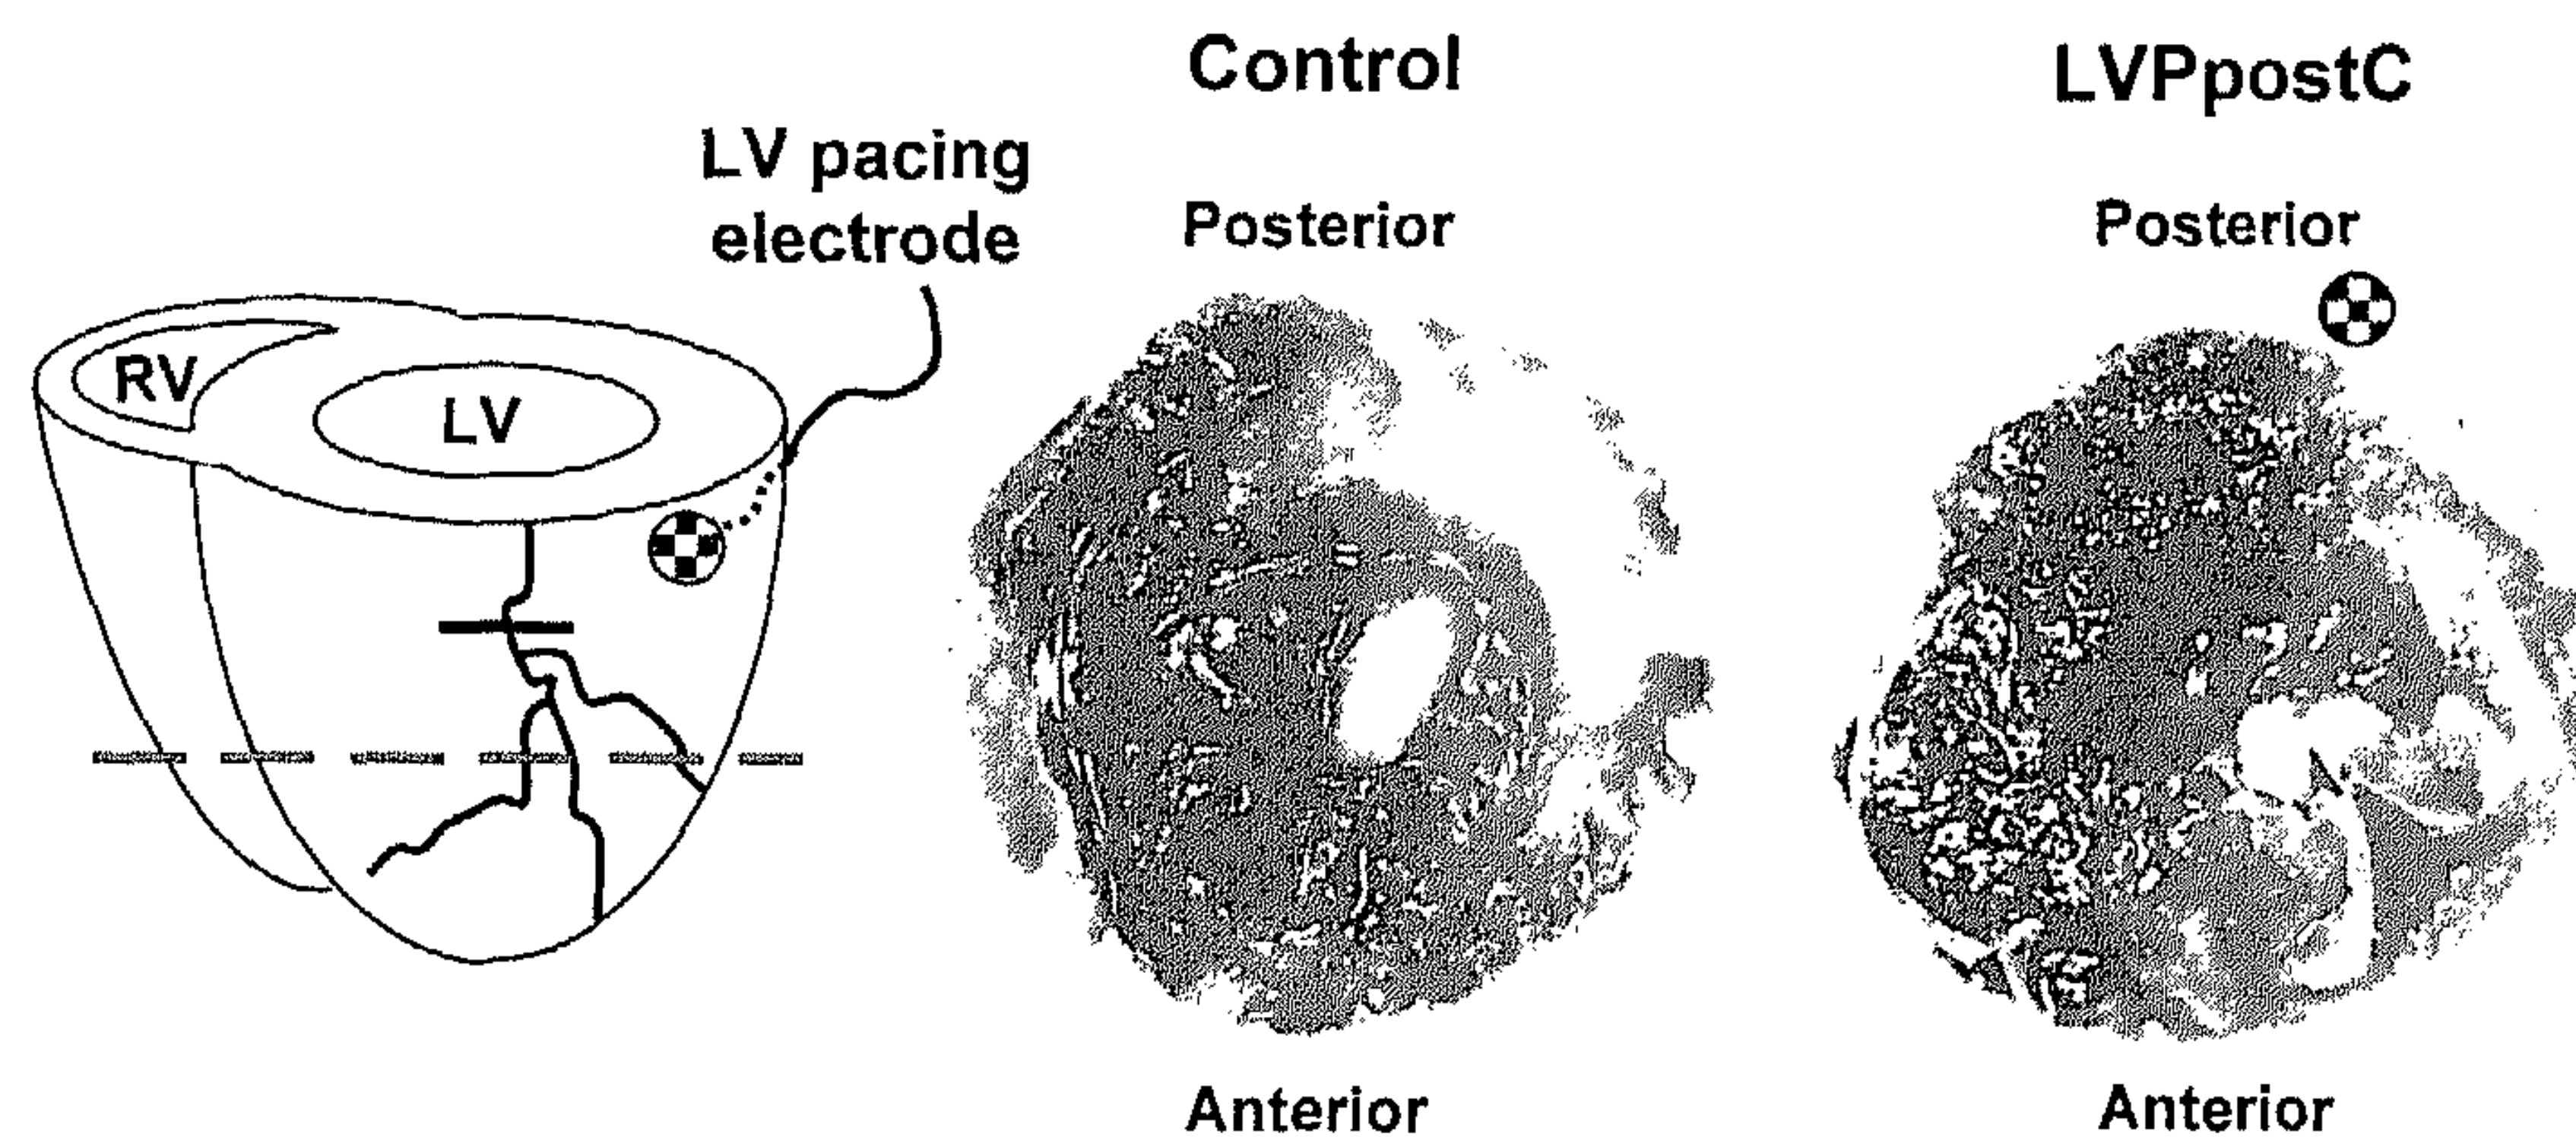 Control
LVPpostC
LV pacing
electrode
Posterior
Posterior
RV
LV
Anterior
Anterior